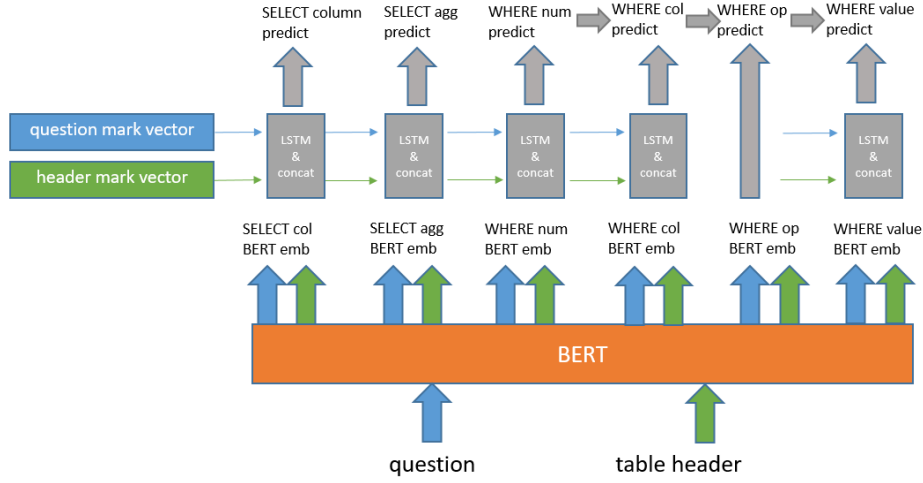 SELECT column
predict
SELECT agg
predict
WHERE num
predict
WHERE col
predict
WHERE op
predict
WHERE value
predict
question mark vector
header mark vector
LSTM
&
concat
LSTM
&
concat
LSTM
&
concat
LSTM
&
concat
LSTM
&
concat
SELECT col
BERT emb
SELECT agg
BERT emb
WHERE num
BERT emb
WHERE col
BERT emb
WHERE op
BERT emb
WHERE value
BERT emb
BERT
question
table header